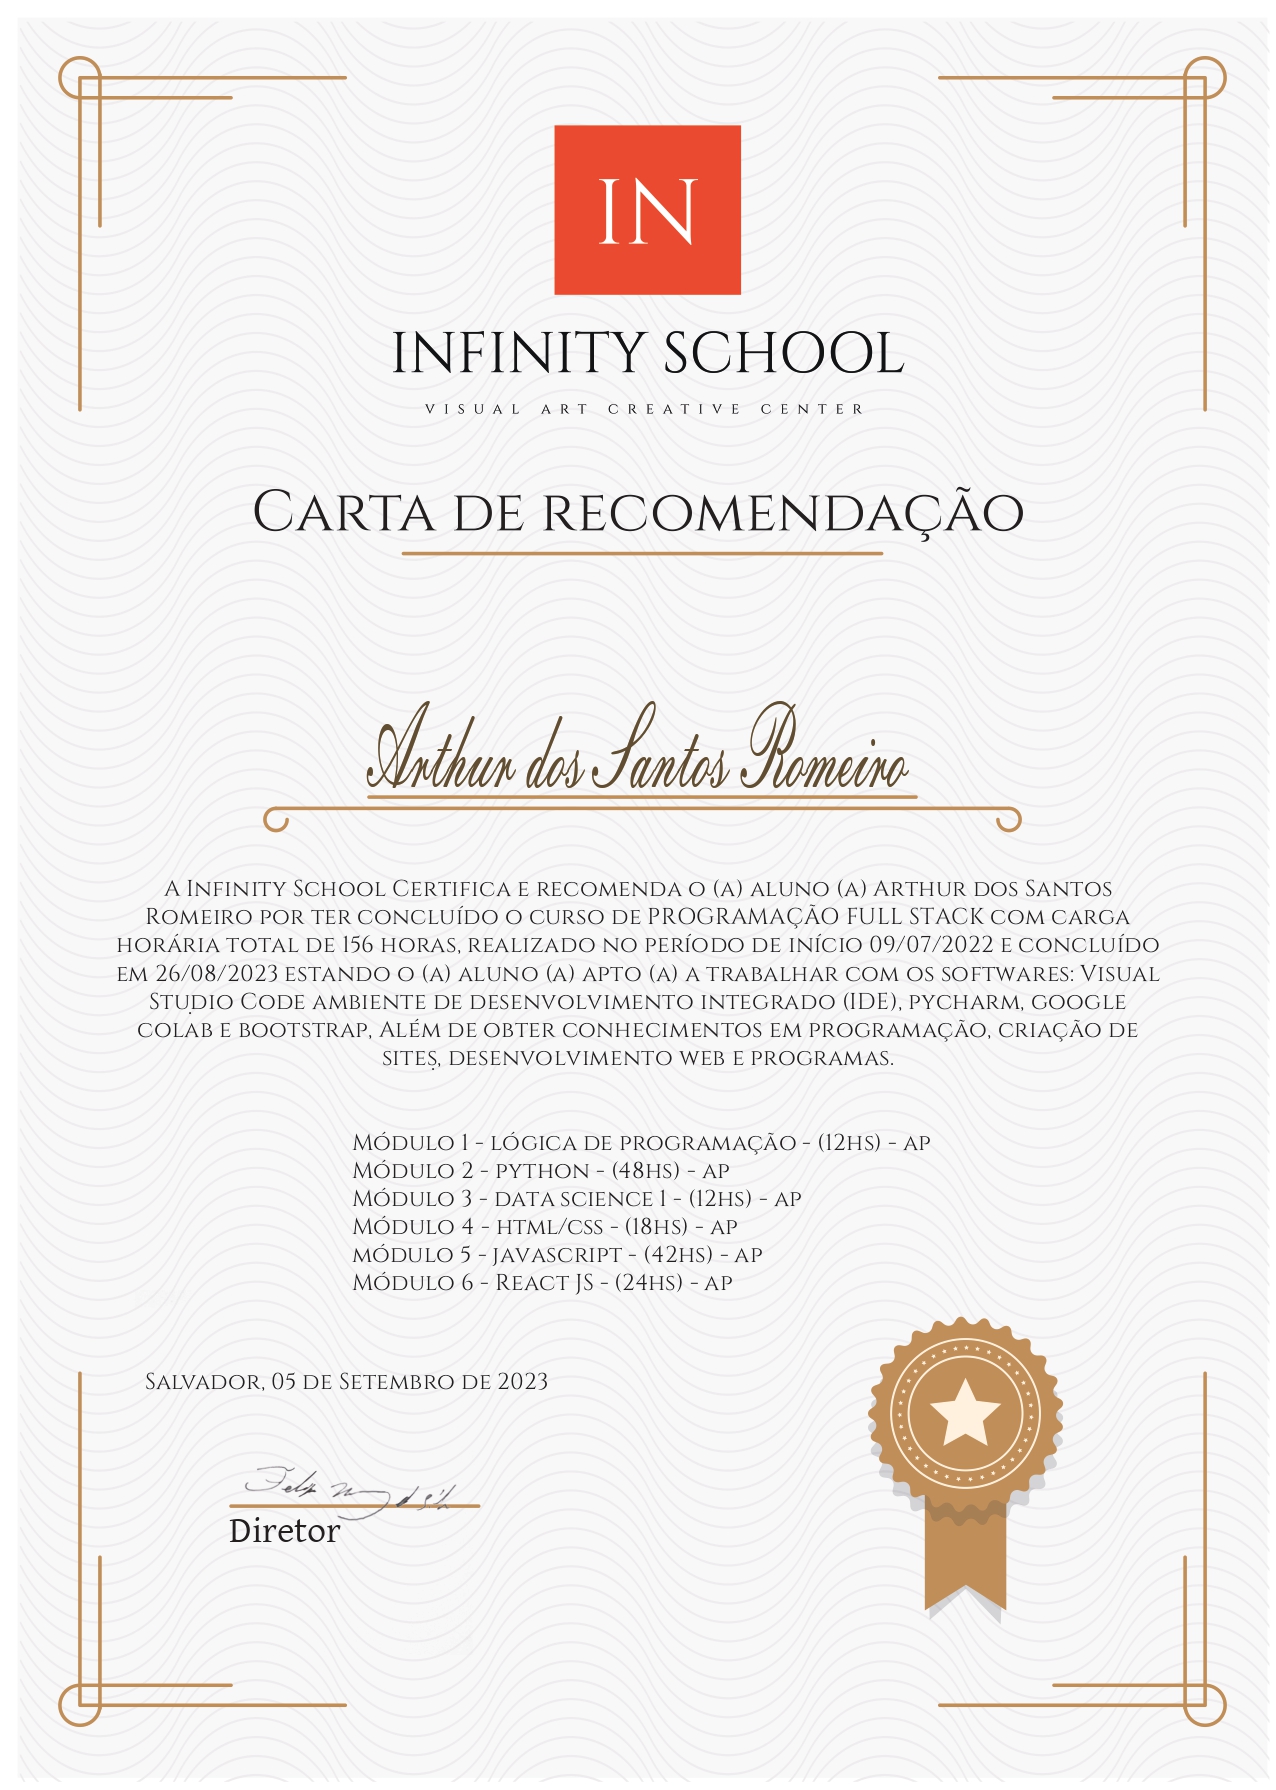 IN
INFINITY SCHOOL
VISUAL ART CREATIVE CENTER
Carta de recomendação
Arthur dos Santos Romeiro
A Infinity School Certifica e recomenda o (a) aluno (a) Arthur dos Santos
Romeiro por ter concluído o curso de PROGRAMAÇÃO FULL STACK com carga
horária total de 156 horas, realizado no período de início 09/07/2022 e concluído
em 26/08/2023 estando o (a) aluno (a) apto (a) a trabalhar com os softwares: Visual
Studio Code ambiente de desenvolvimento integrado (IDE), pycharm, google
colab e bootstrap, Além de obter conhecimentos em programação, criação de
sites, desenvolvimento web e programas.
Módulo 1 - lógica de programação - (12hs) - ap
Módulo 2 - python - (48hs) - ap
Módulo 3 - data science 1 - (12hs) - ap
Módulo 4 - html/css - (18hs) - ap
módulo 5 - javascript - (42hs) - ap
Módulo 6 - React JS - (24hs) - ap
Salvador, 05 de Setembro de 2023
Diretor